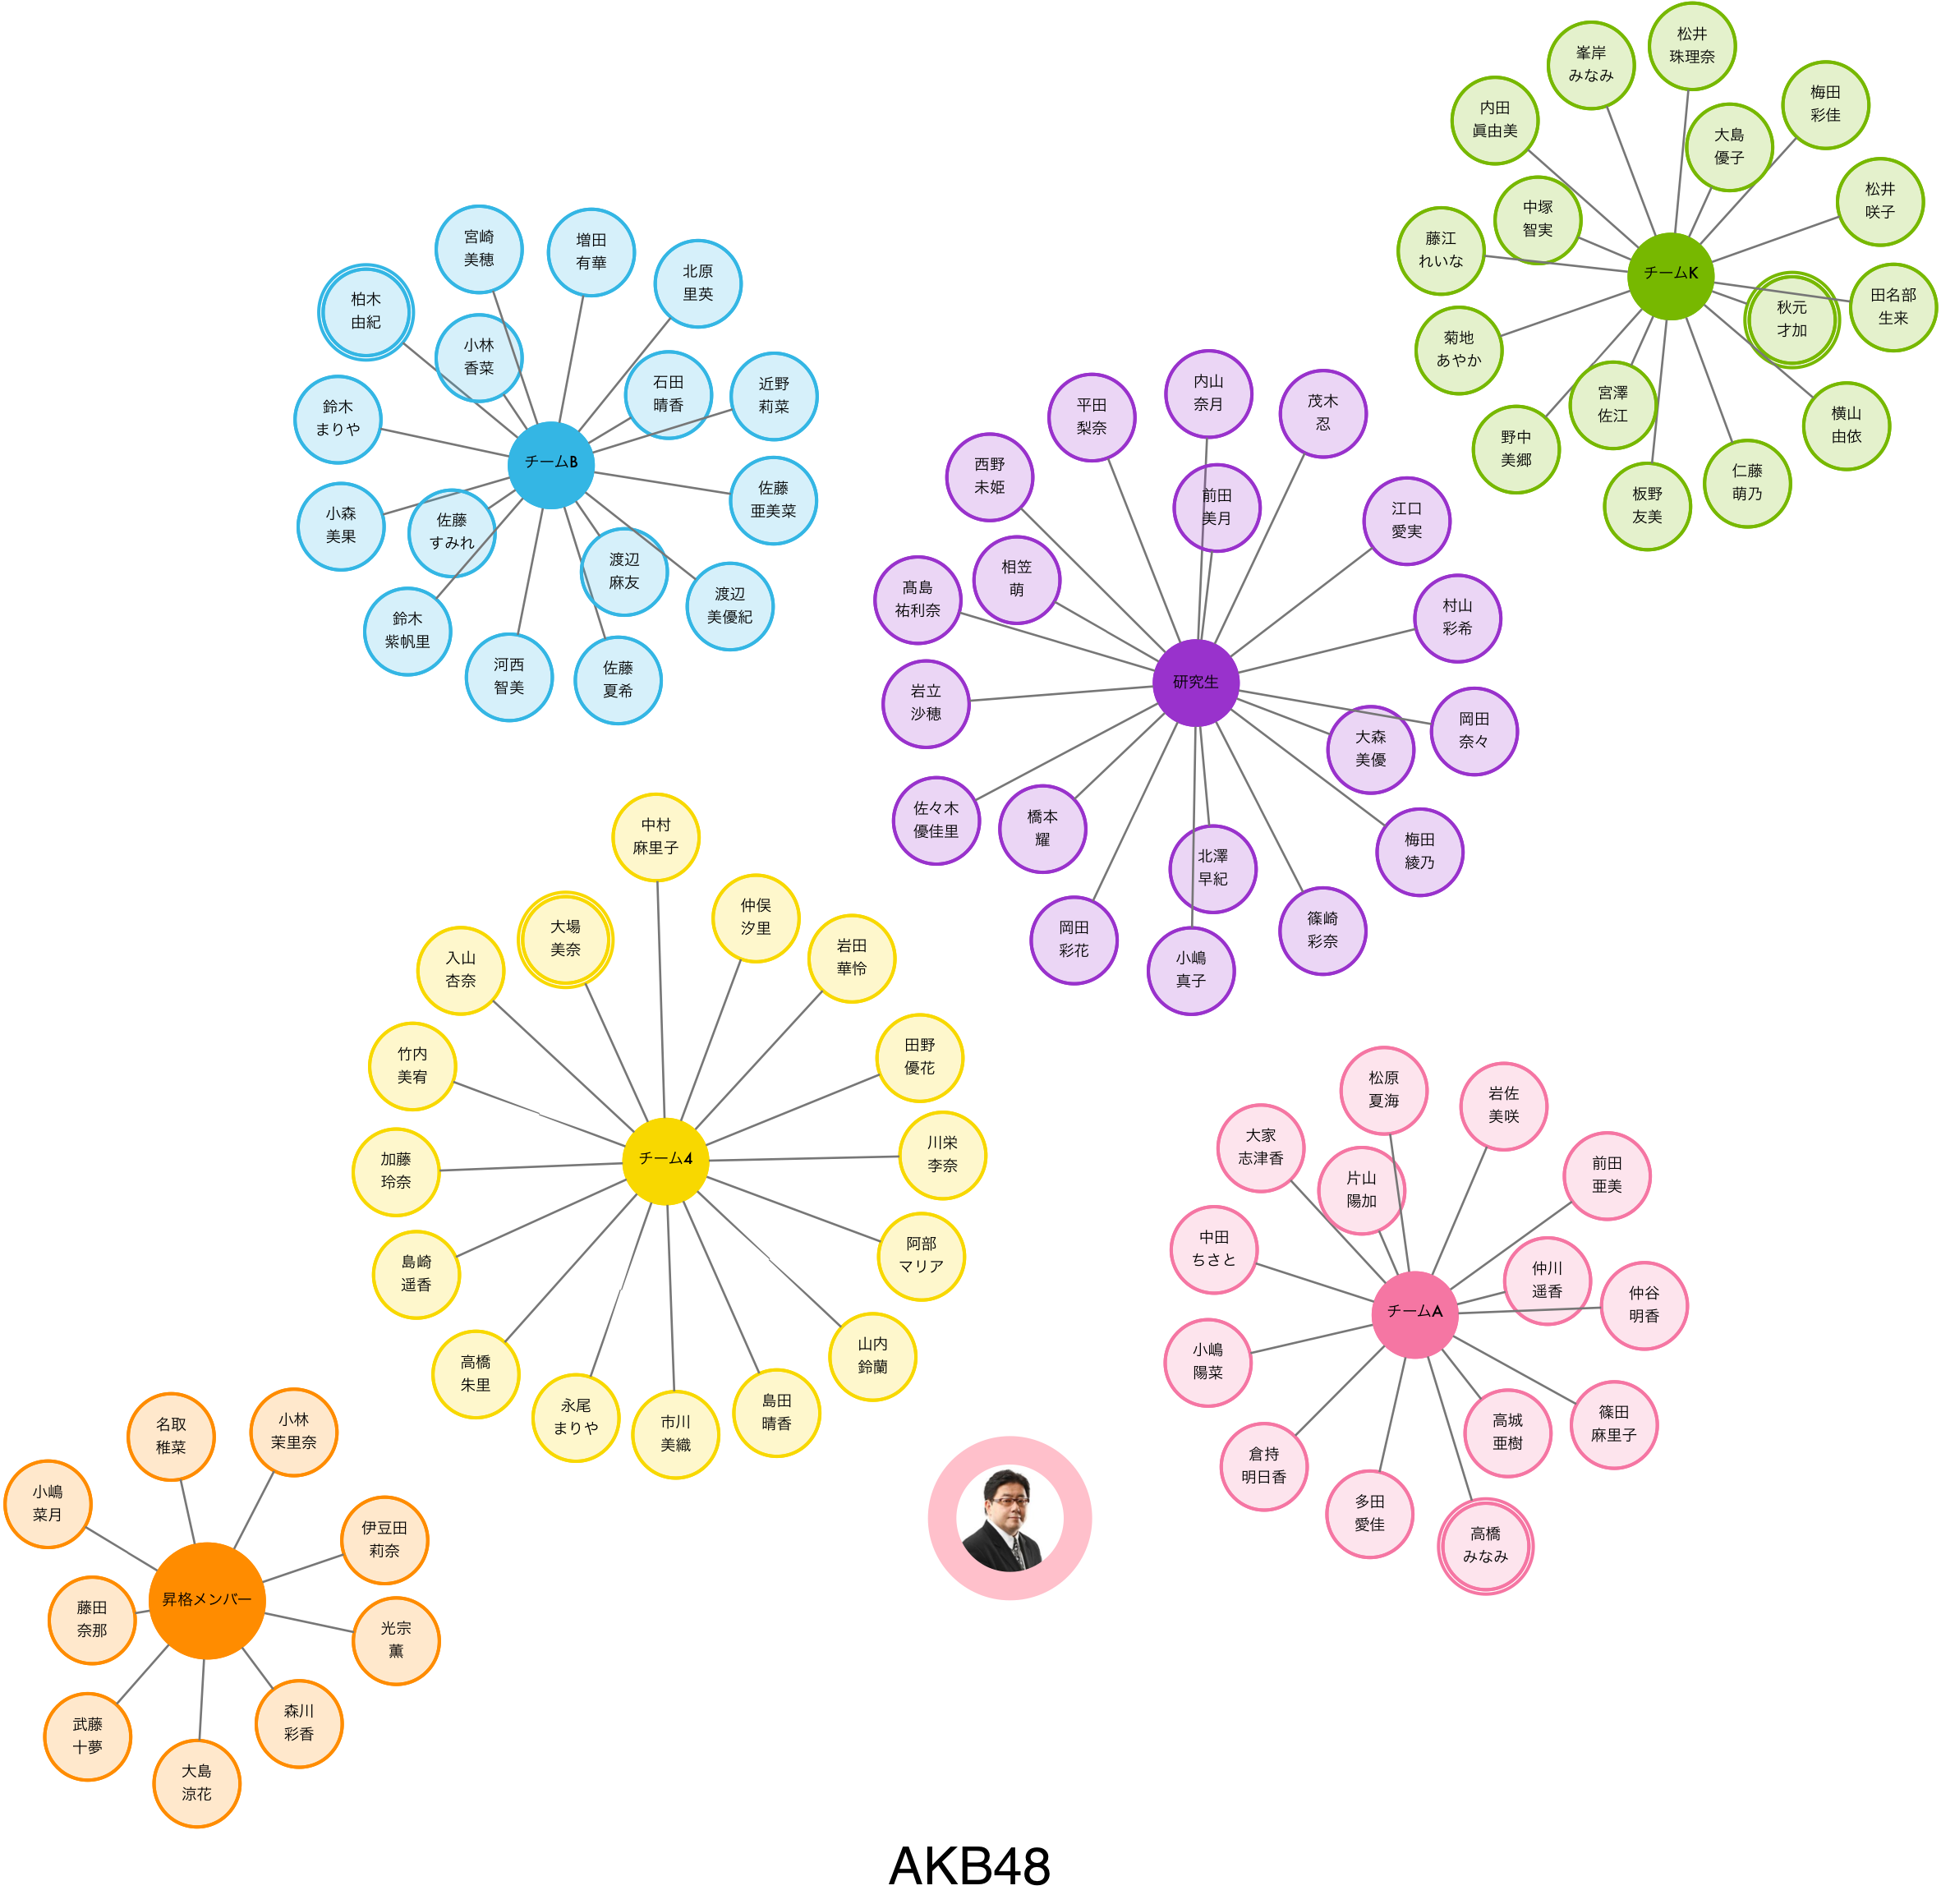 松井
珠理奈
峯岸
みなみ
梅田
彩佳
内田
眞由美
大島
優子
松井
咲子
中塚
智実
藤江
れいな
チームK
田名部
生来
秋元
才加
菊地
あやか
宮澤
佐江
横山
由依
野中
美郷
仁藤
萌乃
板野
友美
宮崎
美穂
増田
有華
北原
里英
柏木
由紀
小林
香菜
石田
晴香
近野
莉菜
鈴木
まりや
チームB
佐藤
亜美菜
小森
美果
佐藤
すみれ
渡辺
麻友
渡辺
美優紀
鈴木
紫帆里
河西
智美
佐藤
夏希
内山
奈月
平田
梨奈
茂木
忍
西野
未姫
前田
美月
江口
愛実
相笠
萌
髙島
祐利奈
村山
彩希
研究生
岩立
沙穂
岡田
奈々
大森
美優
佐々木
優佳里
橋本
耀
梅田
綾乃
北澤
早紀
岡田
彩花
篠崎
彩奈
小嶋
真子
中村
麻里子
仲俣
汐里
大場
美奈
岩田
華怜
入山
杏奈
田野
優花
竹内
美宥
川栄
李奈
チーム4
加藤
玲奈
阿部
マリア
島崎
遥香
山内
鈴蘭
高橋
朱里
永尾
まりや
市川
美織
島田
晴香
松原
夏海
岩佐
美咲
大家
志津香
片山
陽加
前田
亜美
中田
ちさと
仲川
遥香
仲谷
明香
チームA
小嶋
陽菜
篠田
麻里子
高城
亜樹
倉持
明日香
多田
愛佳
高橋
みなみ
名取
稚菜
小林
茉里奈
小嶋
菜月
伊豆田
莉奈
昇格メンバー
藤田
奈那
光宗
薫
武藤
十夢
森川
彩香
大島
涼花
AKB48